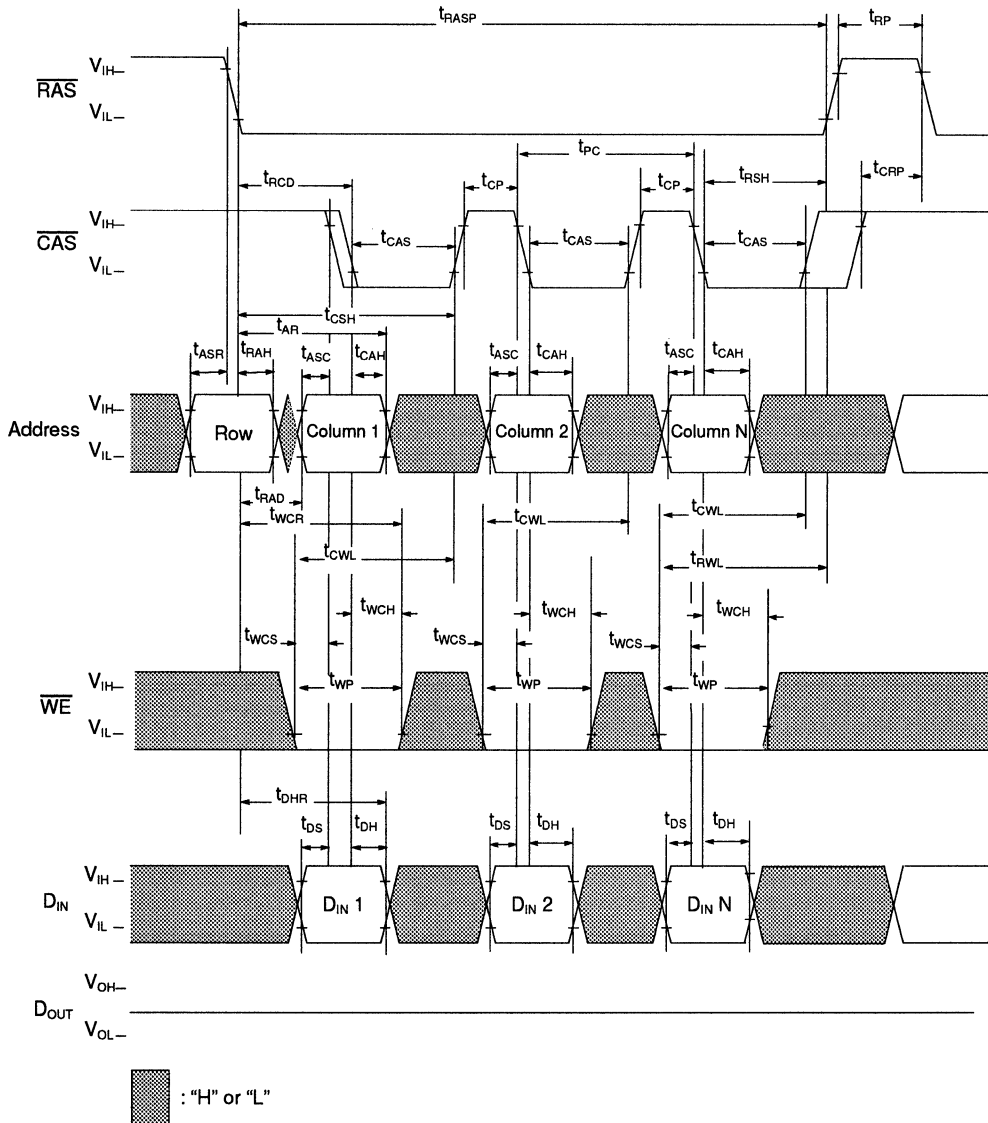 tRASP
tRP
RAS
VIH
VIL
tRCD
tCP
tPC
tCP
tRSH
tCRP
CAS
VIH
VIL
tCAS
tCAS
tCAS
tCSH
tAR
tASR
tRAH
tASC
tCAH
tASC
tCAH
tASC
tCAH
Address
VIH
VIL
Row
Column 1
Column 2
Column N
tRAD
tWCR
tCWL
tCWL
tCWL
tRWL
tWCH
tWCH
tWCH
tWCS
tWCS
tWCS
WE
VIH
VIL
tWP
tWP
tWP
tDHR
tDS
tDH
tDS
tDH
tDS
tDH
DIN
VIH
VIL
DIN 1
DIN 2
DIN N
DOUT
VOH
VOL
: “H” or “L”